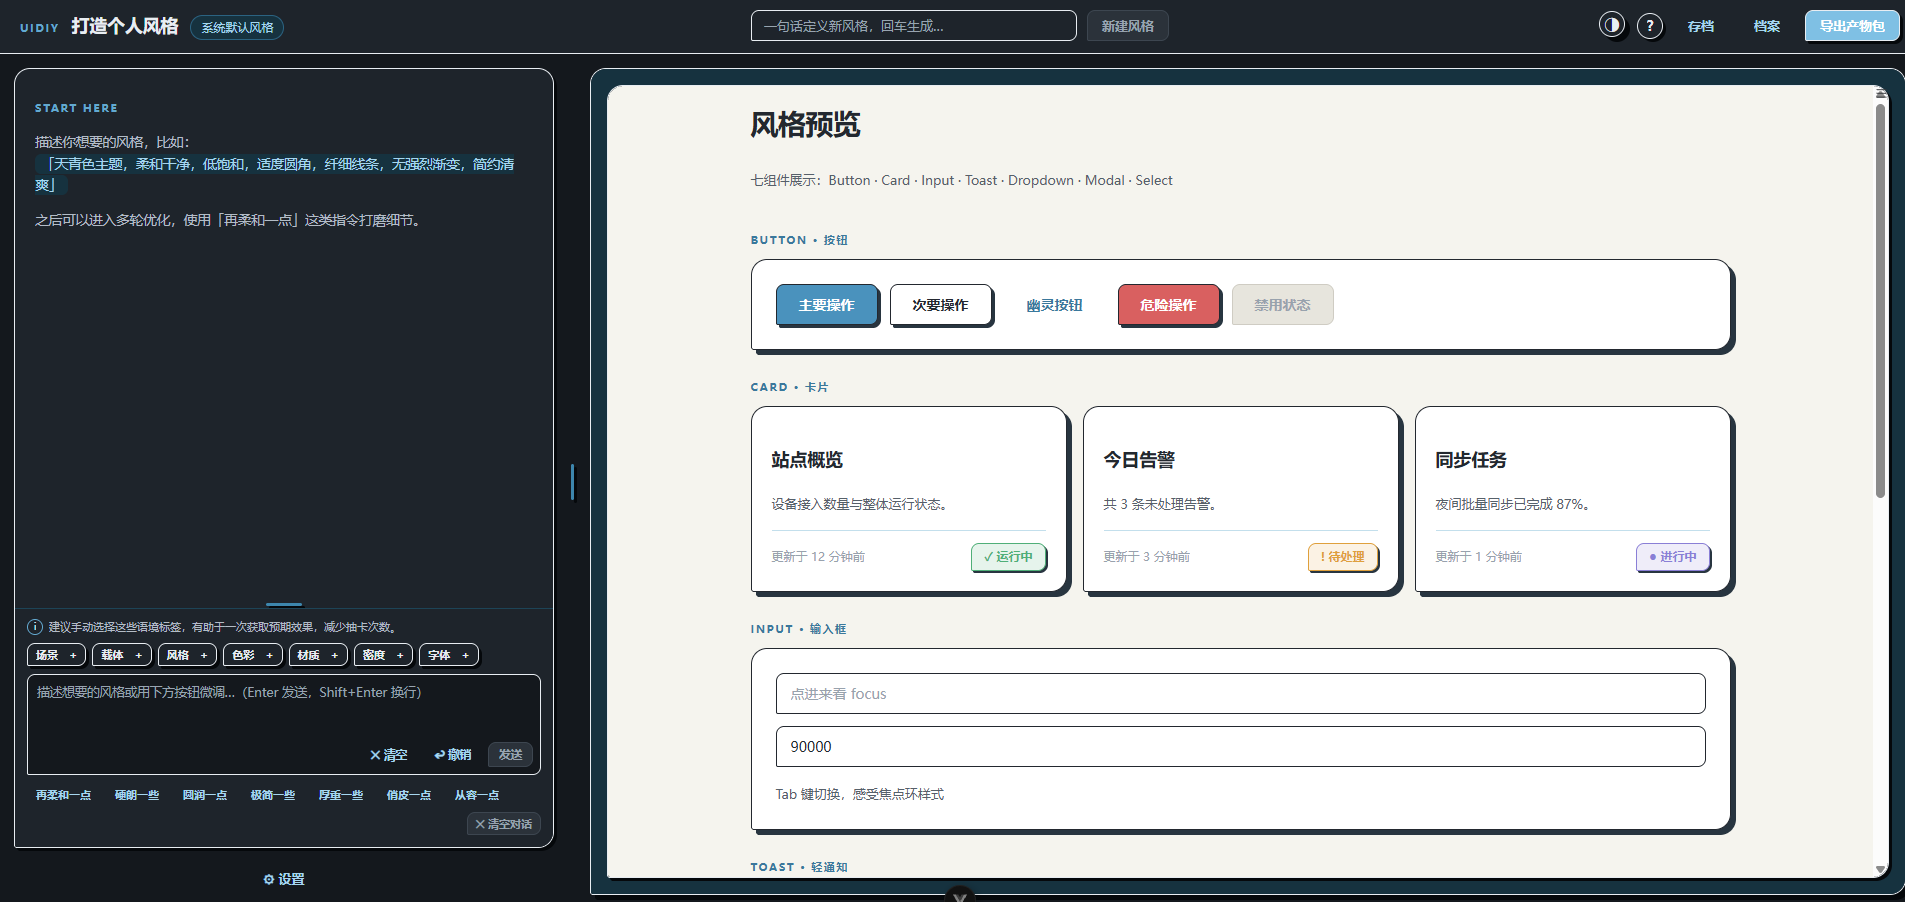 UIDIY 打造个人风格 系统默认风格
一句话定义新风格，回车生成...
新建风格
? 存档 档案 导出产物包
START HERE
描述你想要的风格，比如：
「天青色主题，柔和干净，低饱和，适度圆角，纤细线条，无强烈渐变，简约清
爽」
之后可以进入多轮优化，使用「再柔和一点」这类指令打磨细节。
建议手动选择这些语境标签，有助于一次获取预期效果，减少抽卡次数。
场景 + 载体 + 风格 + 色彩 + 材质 + 密度 + 字体 +
描述想要的风格或用下方按钮微调...（Enter 发送，Shift+Enter 换行）
✕ 清空 ↩ 撤销 发送
再柔和一点 硬朗一些 圆润一点 极简一些 厚重一些 俏皮一点 从容一点
✕ 清空对话
⚙ 设置
风格预览
七组件展示：Button · Card · Input · Toast · Dropdown · Modal · Select
BUTTON • 按钮
主要操作 次要操作 幽灵按钮 危险操作 禁用状态
CARD • 卡片
站点概览
设备接入数量与整体运行状态。
更新于 12 分钟前 ✓ 运行中
今日告警
共 3 条未处理告警。
更新于 3 分钟前 ! 待处理
同步任务
夜间批量同步已完成 87%。
更新于 1 分钟前 ● 进行中
INPUT • 输入框
点进来看 focus
90000
Tab 键切换，感受焦点环样式
TOAST • 轻通知